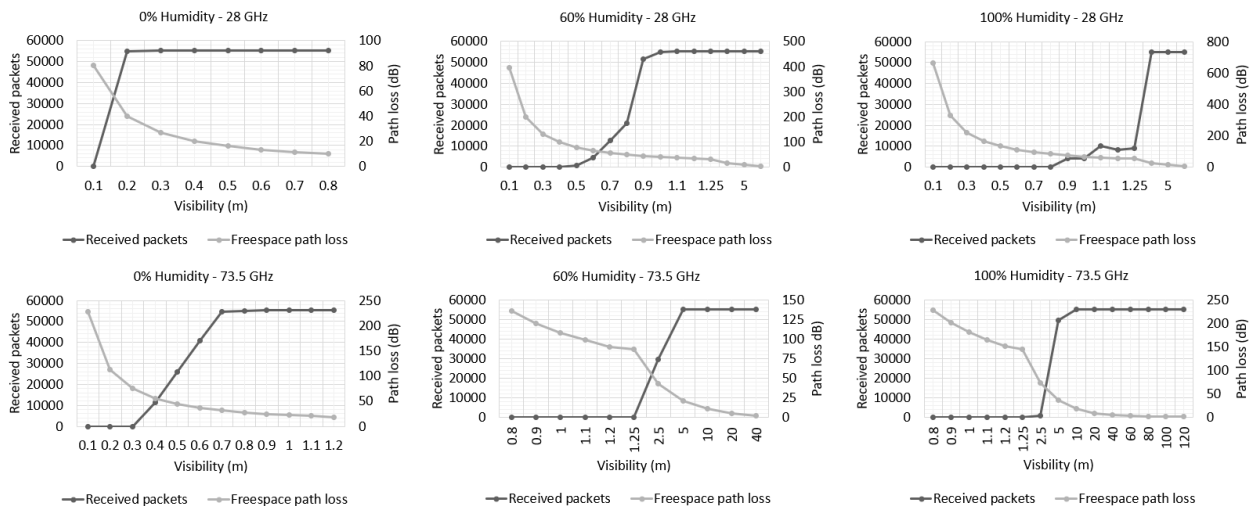 0% Humidity - 28 GHz
60000
50000
40000
30000
20000
10000
0
Received packets
100
80
60
40
20
0
Path loss (dB)
0.1 0.2 0.3 0.4 0.5 0.6 0.7 0.8
Visibility (m)
Received packets Freespace path loss
60% Humidity - 28 GHz
60000
50000
40000
30000
20000
10000
0
Received packets
500
400
300
200
100
0
Path loss (dB)
0.1 0.3 0.5 0.7 0.9 1.1 1.25 5
Visibility (m)
Received packets Freespace path loss
100% Humidity - 28 GHz
60000
50000
40000
30000
20000
10000
0
Received packets
800
600
400
200
0
Path loss (dB)
0.1 0.3 0.5 0.7 0.9 1.1 1.25 5
Visibility (m)
Received packets Freespace path loss
0% Humidity - 73.5 GHz
60000
50000
40000
30000
20000
10000
0
Received packets
250
200
150
100
50
0
Path loss (dB)
0.1 0.2 0.3 0.4 0.5 0.6 0.7 0.8 0.9 1 1.1 1.2
Visibility (m)
Received packets Freespace path loss
60% Humidity - 73.5 GHz
60000
50000
40000
30000
20000
10000
0
Received packets
150
125
100
75
50
25
0
Path loss dB)
0.8 0.9 1 1.1 1.2 1.25 2.5 5 10 20 40
Visibility (m)
Received packets Freespace path loss
100% Humidity - 73.5 GHz
60000
50000
40000
30000
20000
10000
0
Received packets
250
200
150
100
50
0
Path loss (dB)
0.8 0.9 1 1.1 1.2 1.25 2.5 5 10 20 40 60 80 100 120
Visibility (m)
Received packets Freespace path loss